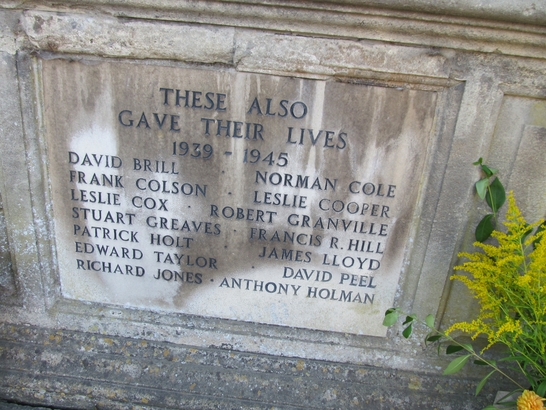 THESE ALSO
GAVE THEIR LIVES
1939 - 1945
DAVID BRILL · NORMAN COLE
FRANK COLSON · LESLIE COOPER
LESLIE COX · ROBERT GRANVILLE
STUART GREAVES · FRANCIS R. HILL
PATRICK HOLT · JAMES LLOYD
EDWARD TAYLOR · DAVID PEEL
RICHARD JONES · ANTHONY HOLMAN